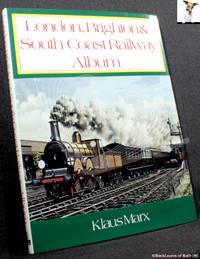 London, Brighton &
South Coast Railway
Album
Klaus Marx
©BookLovers of Bath (W)